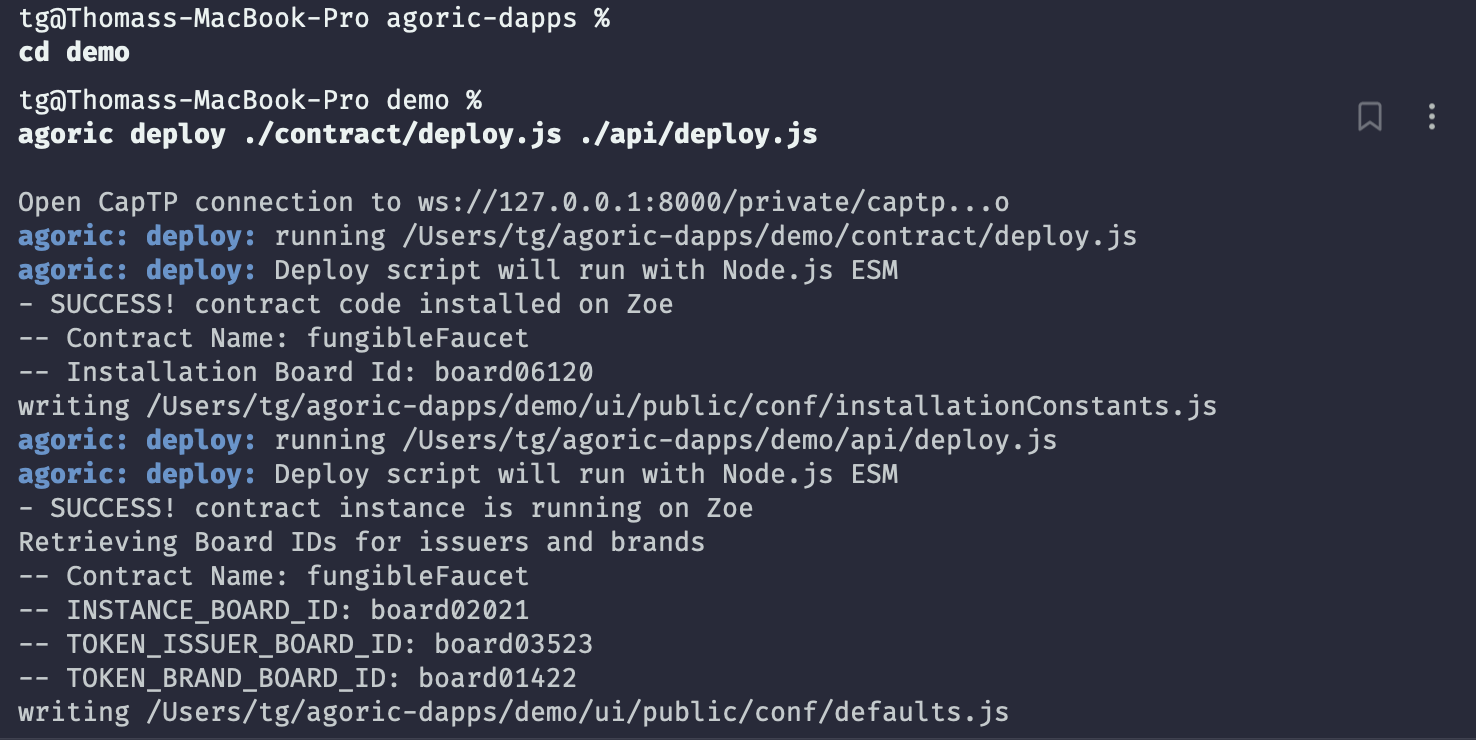 tg@Thomass-MacBook-Pro agoric-dapps %
cd demo
tg@Thomass-MacBook-Pro demo %
agoric deploy ./contract/deploy.js ./api/deploy.js
Open CapTP connection to ws://127.0.0.1:8000/private/captp...o
agoric: deploy: running /Users/tg/agoric-dapps/demo/contract/deploy.js
agoric: deploy: Deploy script will run with Node.js ESM
- SUCCESS! contract code installed on Zoe
-- Contract Name: fungibleFaucet
-- Installation Board Id: board06120
writing /Users/tg/agoric-dapps/demo/ui/public/conf/installationConstants.js
agoric: deploy: running /Users/tg/agoric-dapps/demo/api/deploy.js
agoric: deploy: Deploy script will run with Node.js ESM
- SUCCESS! contract instance is running on Zoe
Retrieving Board IDs for issuers and brands
-- Contract Name: fungibleFaucet
-- INSTANCE_BOARD_ID: board02021
-- TOKEN_ISSUER_BOARD_ID: board03523
-- TOKEN_BRAND_BOARD_ID: board01422
writing /Users/tg/agoric-dapps/demo/ui/public/conf/defaults.js